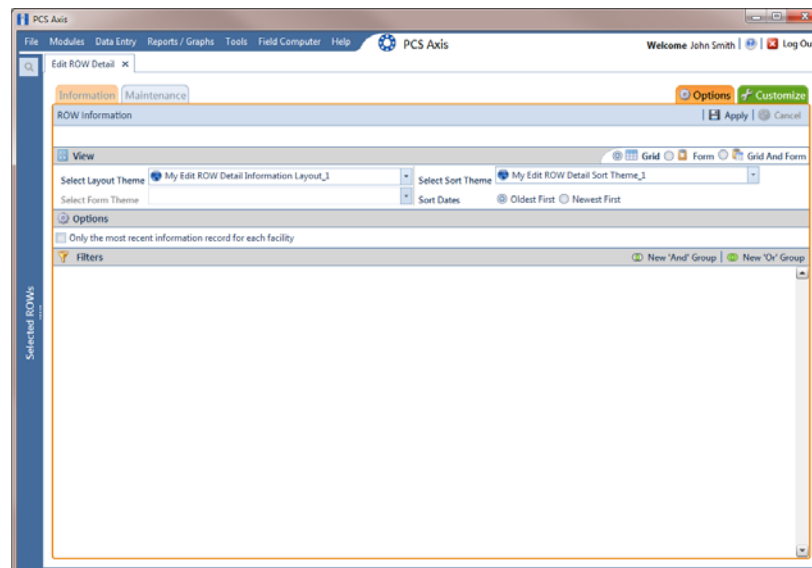 PCS Axis
File Modules Data Entry Reports / Graphs Tools Field Computer Help PCS Axis Welcome John Smith | | Log Ou
Edit ROW Detail ×
Information Maintenance Options Customize
ROW Information | Apply | Cancel
View Grid Form Grid And Form
Select Layout Theme My Edit ROW Detail Information Layout_1 Select Sort Theme My Edit ROW Detail Sort Theme_1
Select Form Theme Sort Dates Oldest First Newest First
Options
Only the most recent information record for each facility
Filters New 'And' Group | New 'Or' Group
Selected ROWs